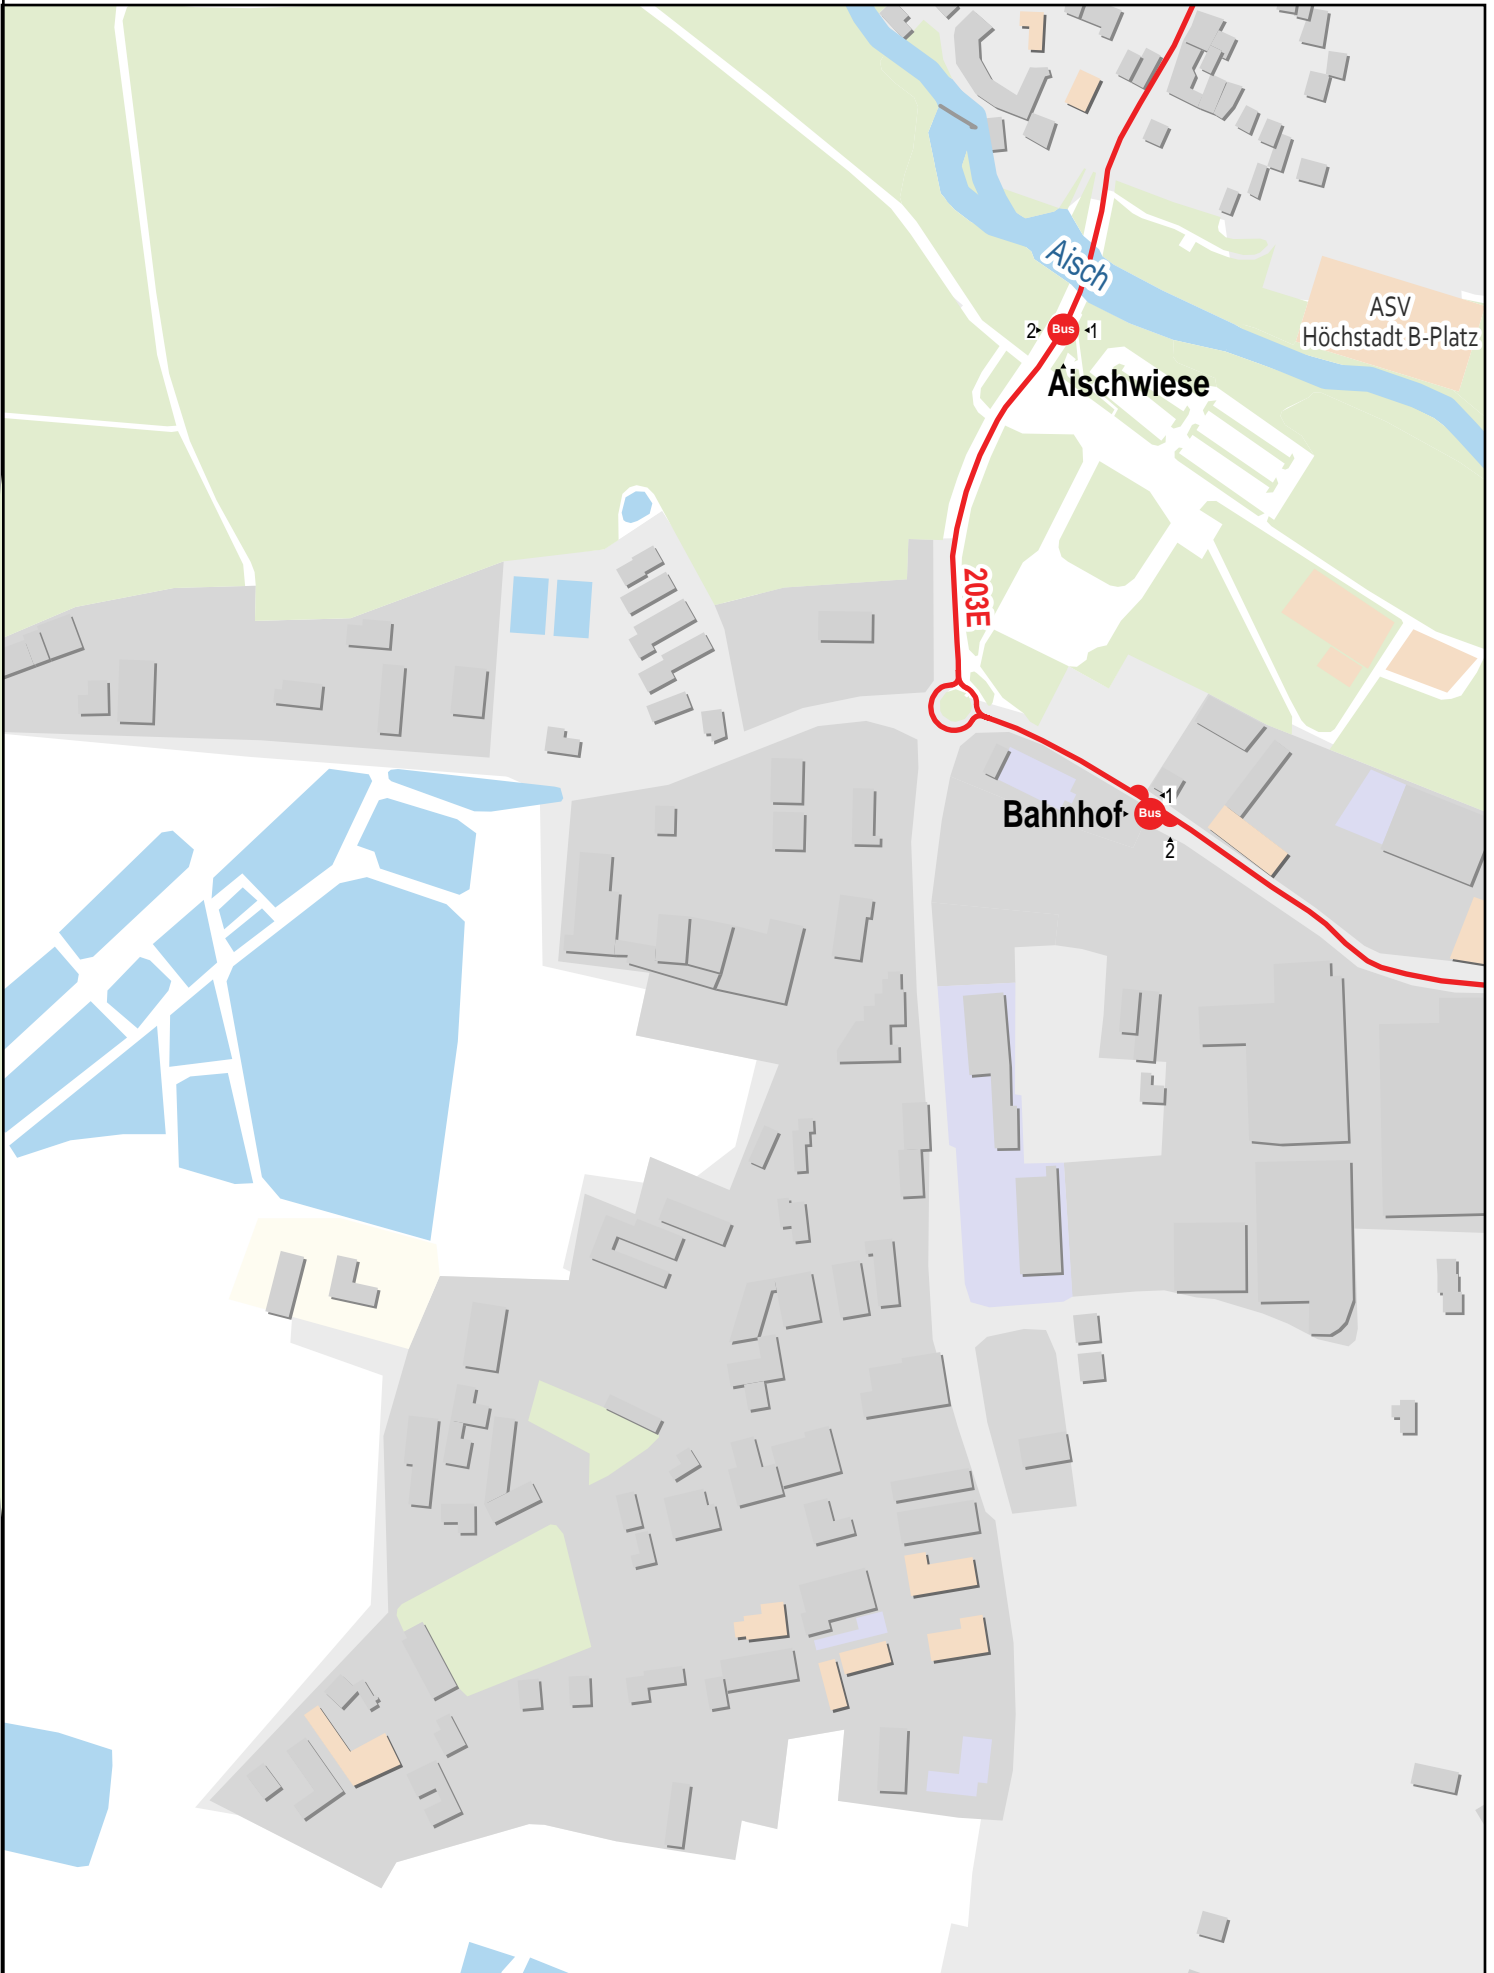 Aisch
ASV
Höchstadt B-Platz
2 Bus 1
Aischwiese
203E
1
Bahnhof Bus
2